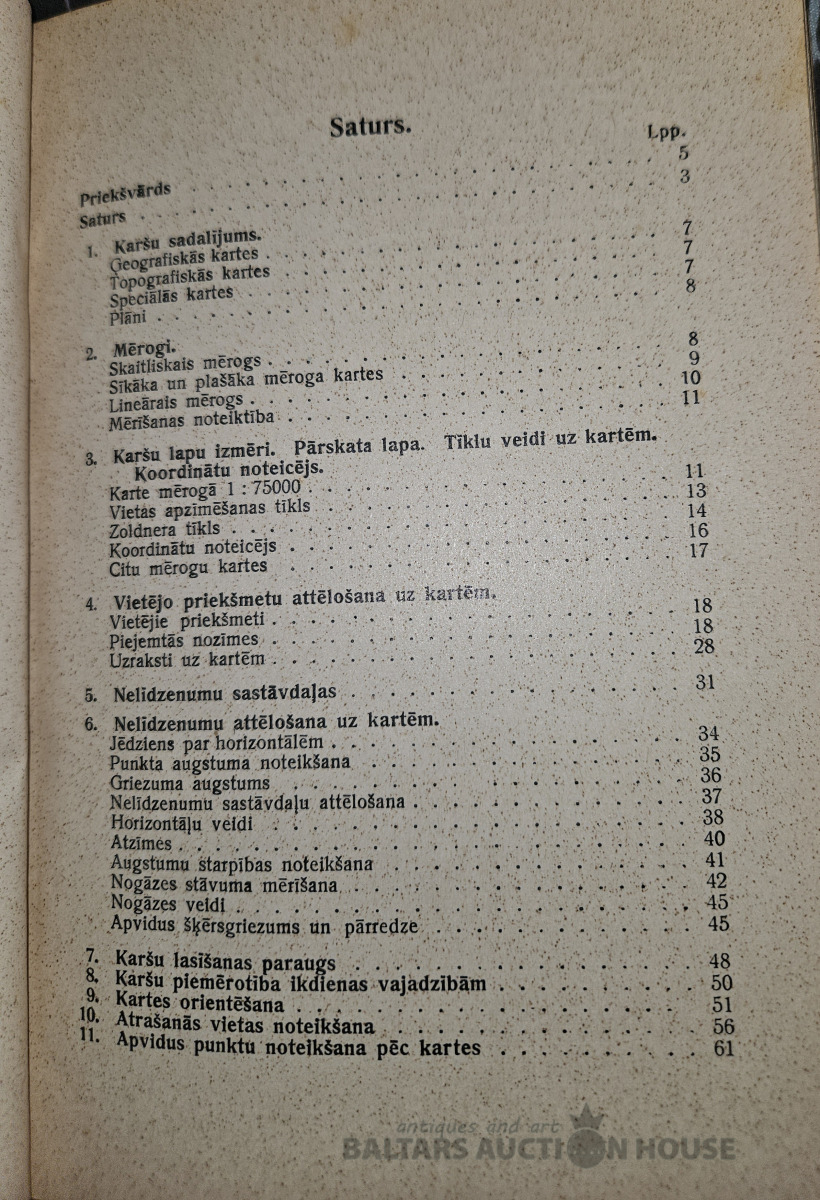 Saturs.
Lpp.
Priekšvārds . . . . . . . . . . . . . . . . . 5
Saturs . . . . . . . . . . . . . . . . . . . 3
1. Karšu sadalījums.
Ģeografiskās kartes . . . . . . . . . . . . . 7
Topografiskās kartes . . . . . . . . . . . . . 7
Speciālās kartes . . . . . . . . . . . . . . 7
Plāni . . . . . . . . . . . . . . . . . . . 8
2. Mērogi.
Skaitliskais mērogs . . . . . . . . . . . . . 8
Sīkāka un plašāka mēroga kartes . . . . . . . . 9
Lineārais mērogs . . . . . . . . . . . . . . 10
Mērīšanas noteiktība . . . . . . . . . . . . . 11
3. Karšu lapu izmēri. Pārskata lapa. Tīklu veidi uz kartēm.
Koordinātu noteicējs.
Karte mērogā 1 : 75000 . . . . . . . . . . . . 11
Vietas apzīmēšanas tīkls . . . . . . . . . . . 13
Zoldnera tīkls . . . . . . . . . . . . . . . 14
Koordinātu noteicējs . . . . . . . . . . . . . 16
Citu mērogu kartes . . . . . . . . . . . . . 17
4. Vietējo priekšmetu attēlošana uz kartēm.
Vietējie priekšmeti . . . . . . . . . . . . . 18
Pieņemtās nozīmes . . . . . . . . . . . . . . 18
Uzraksti uz kartēm . . . . . . . . . . . . . 28
5. Nelīdzenumu sastāvdaļas . . . . . . . . . . . 31
6. Nelīdzenumu attēlošana uz kartēm.
Jēdziens par horizontālēm . . . . . . . . . . . 34
Punkta augstuma noteikšana . . . . . . . . . . 35
Griezuma augstums . . . . . . . . . . . . . . 36
Nelīdzenumu sastāvdaļu attēlošana . . . . . . . 37
Horizontāļu veidi . . . . . . . . . . . . . . 38
Atzīmes . . . . . . . . . . . . . . . . . . 40
Augstumu starpības noteikšana . . . . . . . . . 41
Nogāzes stāvuma mērīšana . . . . . . . . . . . 42
Nogāzes veidi . . . . . . . . . . . . . . . . 45
Apvidus šķērsgriezums un pārredze . . . . . . . 45
7. Karšu lasīšanas paraugs . . . . . . . . . . . 48
8. Karšu piemērotība ikdienas vajadzībām . . . . . 50
9. Kartes orientēšana . . . . . . . . . . . . . 51
10. Atrašanās vietas noteikšana . . . . . . . . . 56
11. Apvidus punktu noteikšana pēc kartes . . . . . 61
antiques and art
BALTARS AUCTION HOUSE